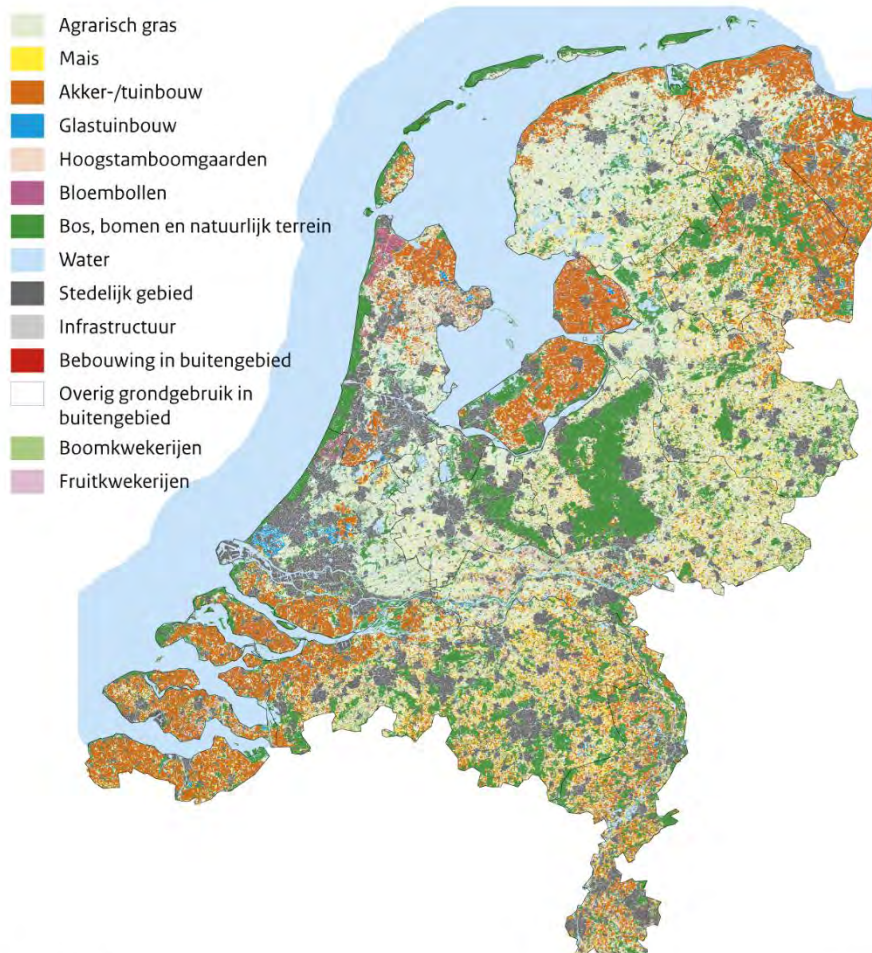 Agrarisch gras
Mais
Akker-/tuinbouw
Glastuinbouw
Hoogstamboomgaarden
Bloembollen
Bos, bomen en natuurlijk terrein
Water
Stedelijk gebied
Infrastructuur
Bebouwing in buitengebied
Overig grondgebruik in
buitengebied
Boomkwekerijen
Fruitkwekerijen